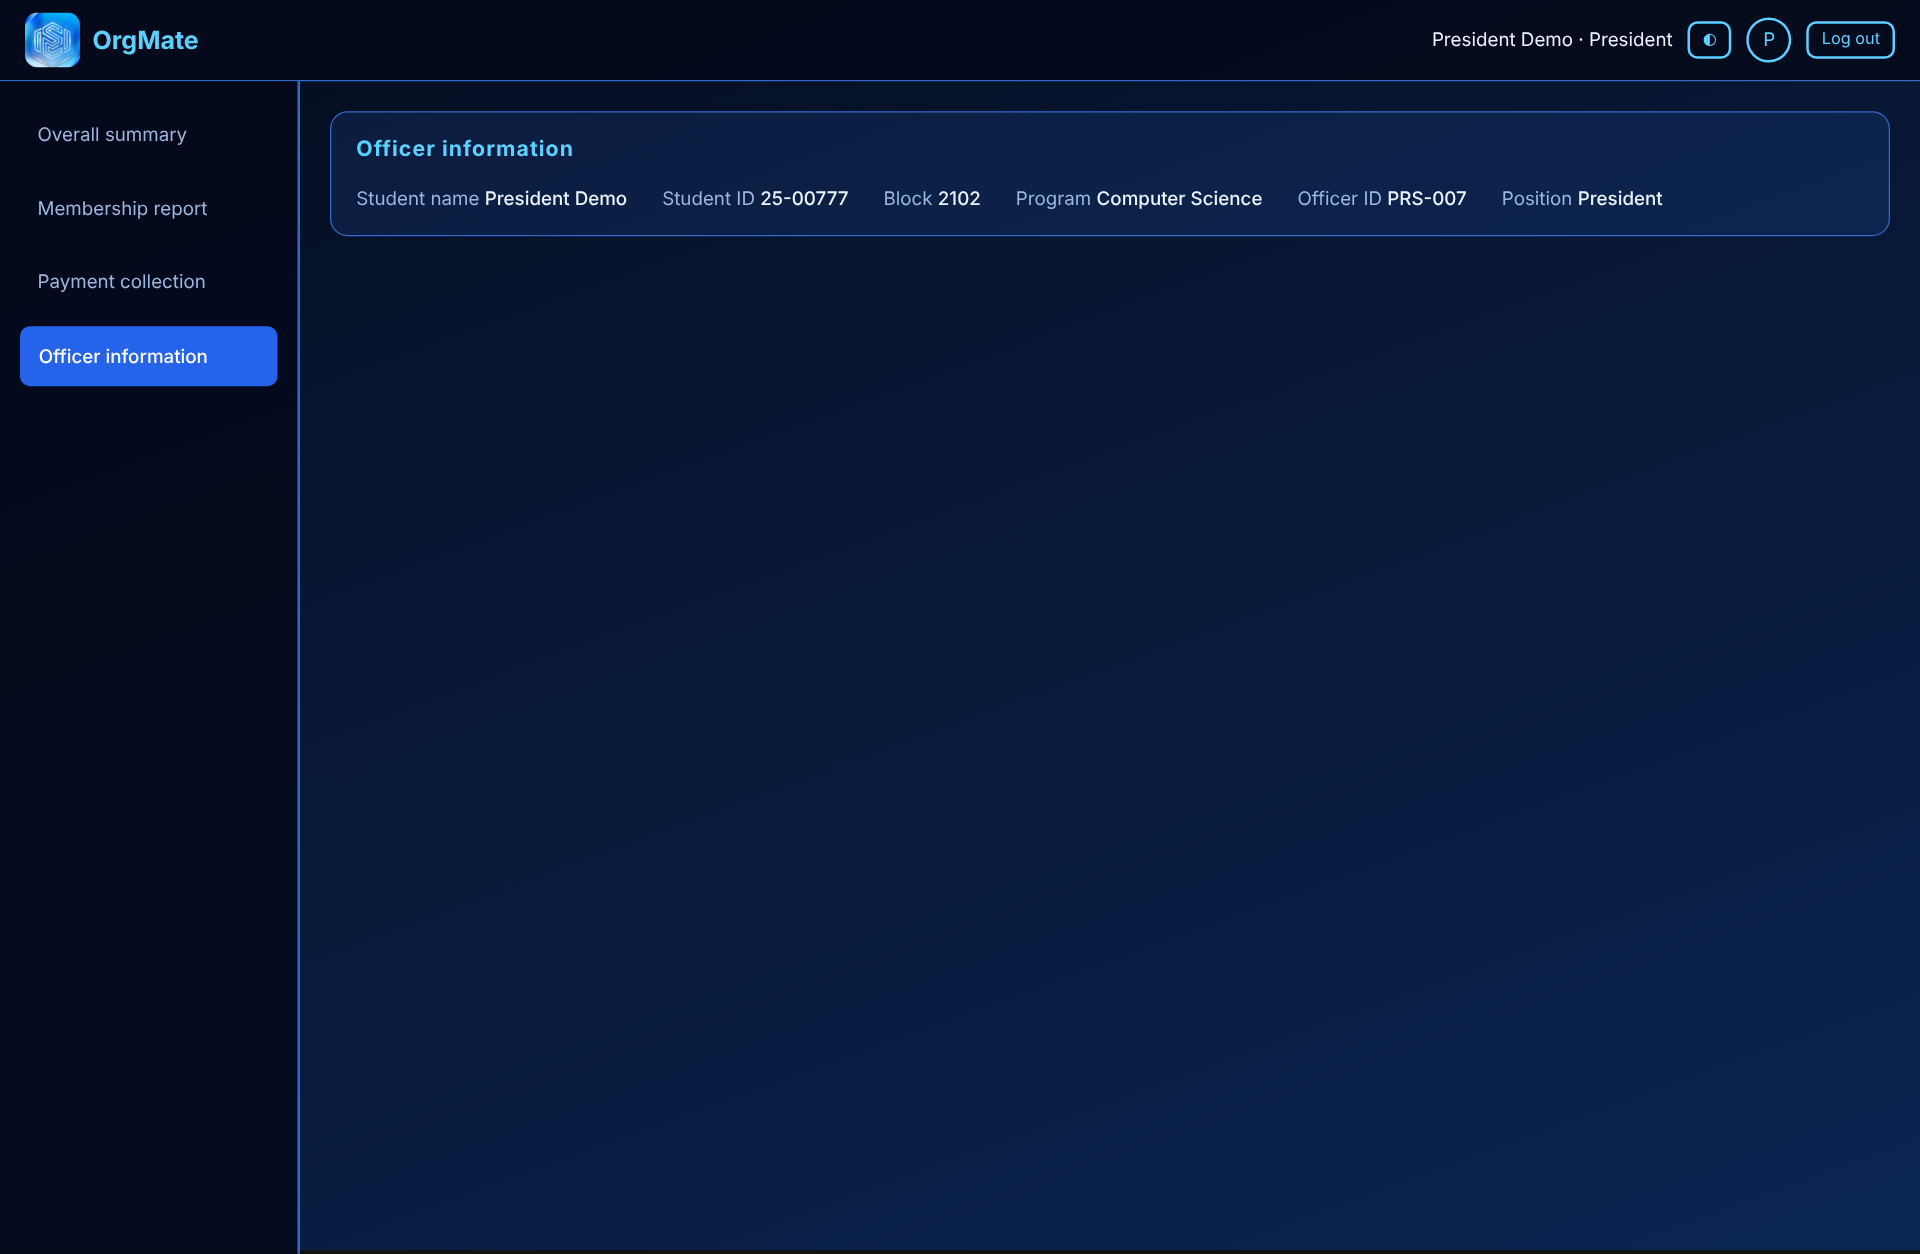 OrgMate
President Demo · President
P
Log out
Overall summary
Membership report
Payment collection
Officer information
Officer information
Student name President Demo Student ID 25-00777 Block 2102 Program Computer Science Officer ID PRS-007 Position President